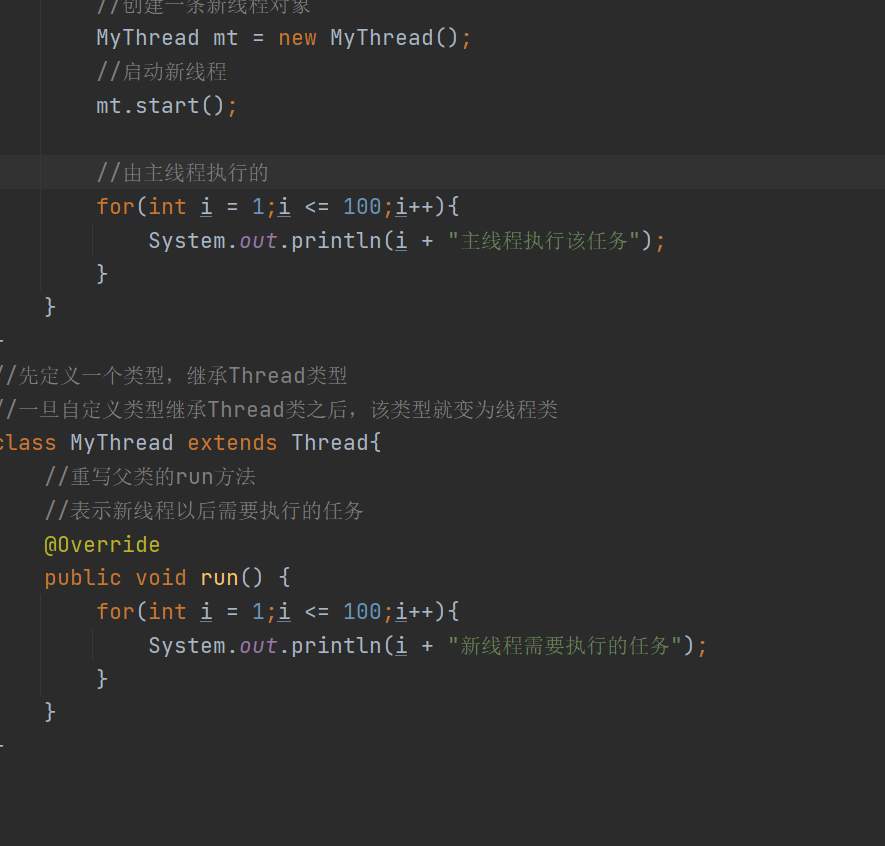 //创建一条新线程对象
MyThread mt = new MyThread();
//启动新线程
mt.start();
//由主线程执行的
for(int i = 1;i <= 100;i++){
System.out.println(i + "主线程执行该任务");
}
}
//先定义一个类型，继承Thread类型
//一旦自定义类型继承Thread类之后，该类型就变为线程类
class MyThread extends Thread{
//重写父类的run方法
//表示新线程以后需要执行的任务
@Override
public void run() {
for(int i = 1;i <= 100;i++){
System.out.println(i + "新线程需要执行的任务");
}
}